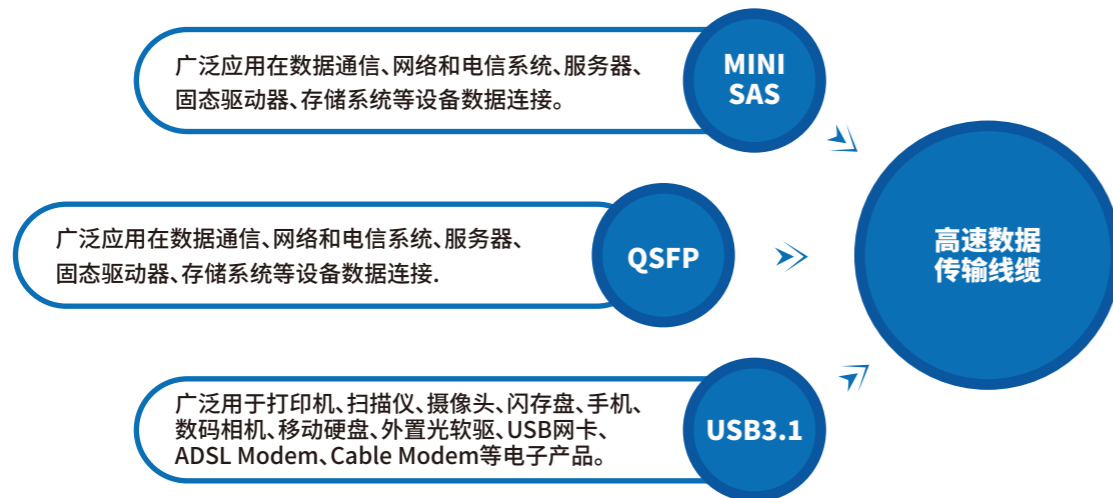 广泛应用在数据通信、网络和电信系统、服务器、
固态驱动器、存储系统等设备数据连接。
MINI
SAS
广泛应用在数据通信、网络和电信系统、服务器、
固态驱动器、存储系统等设备数据连接.
QSFP
高速数据
传输线缆
广泛用于打印机、扫描仪、摄像头、闪存盘、手机、
数码相机、移动硬盘、外置光软驱、USB网卡、
ADSL Modem、Cable Modem等电子产品。
USB3.1